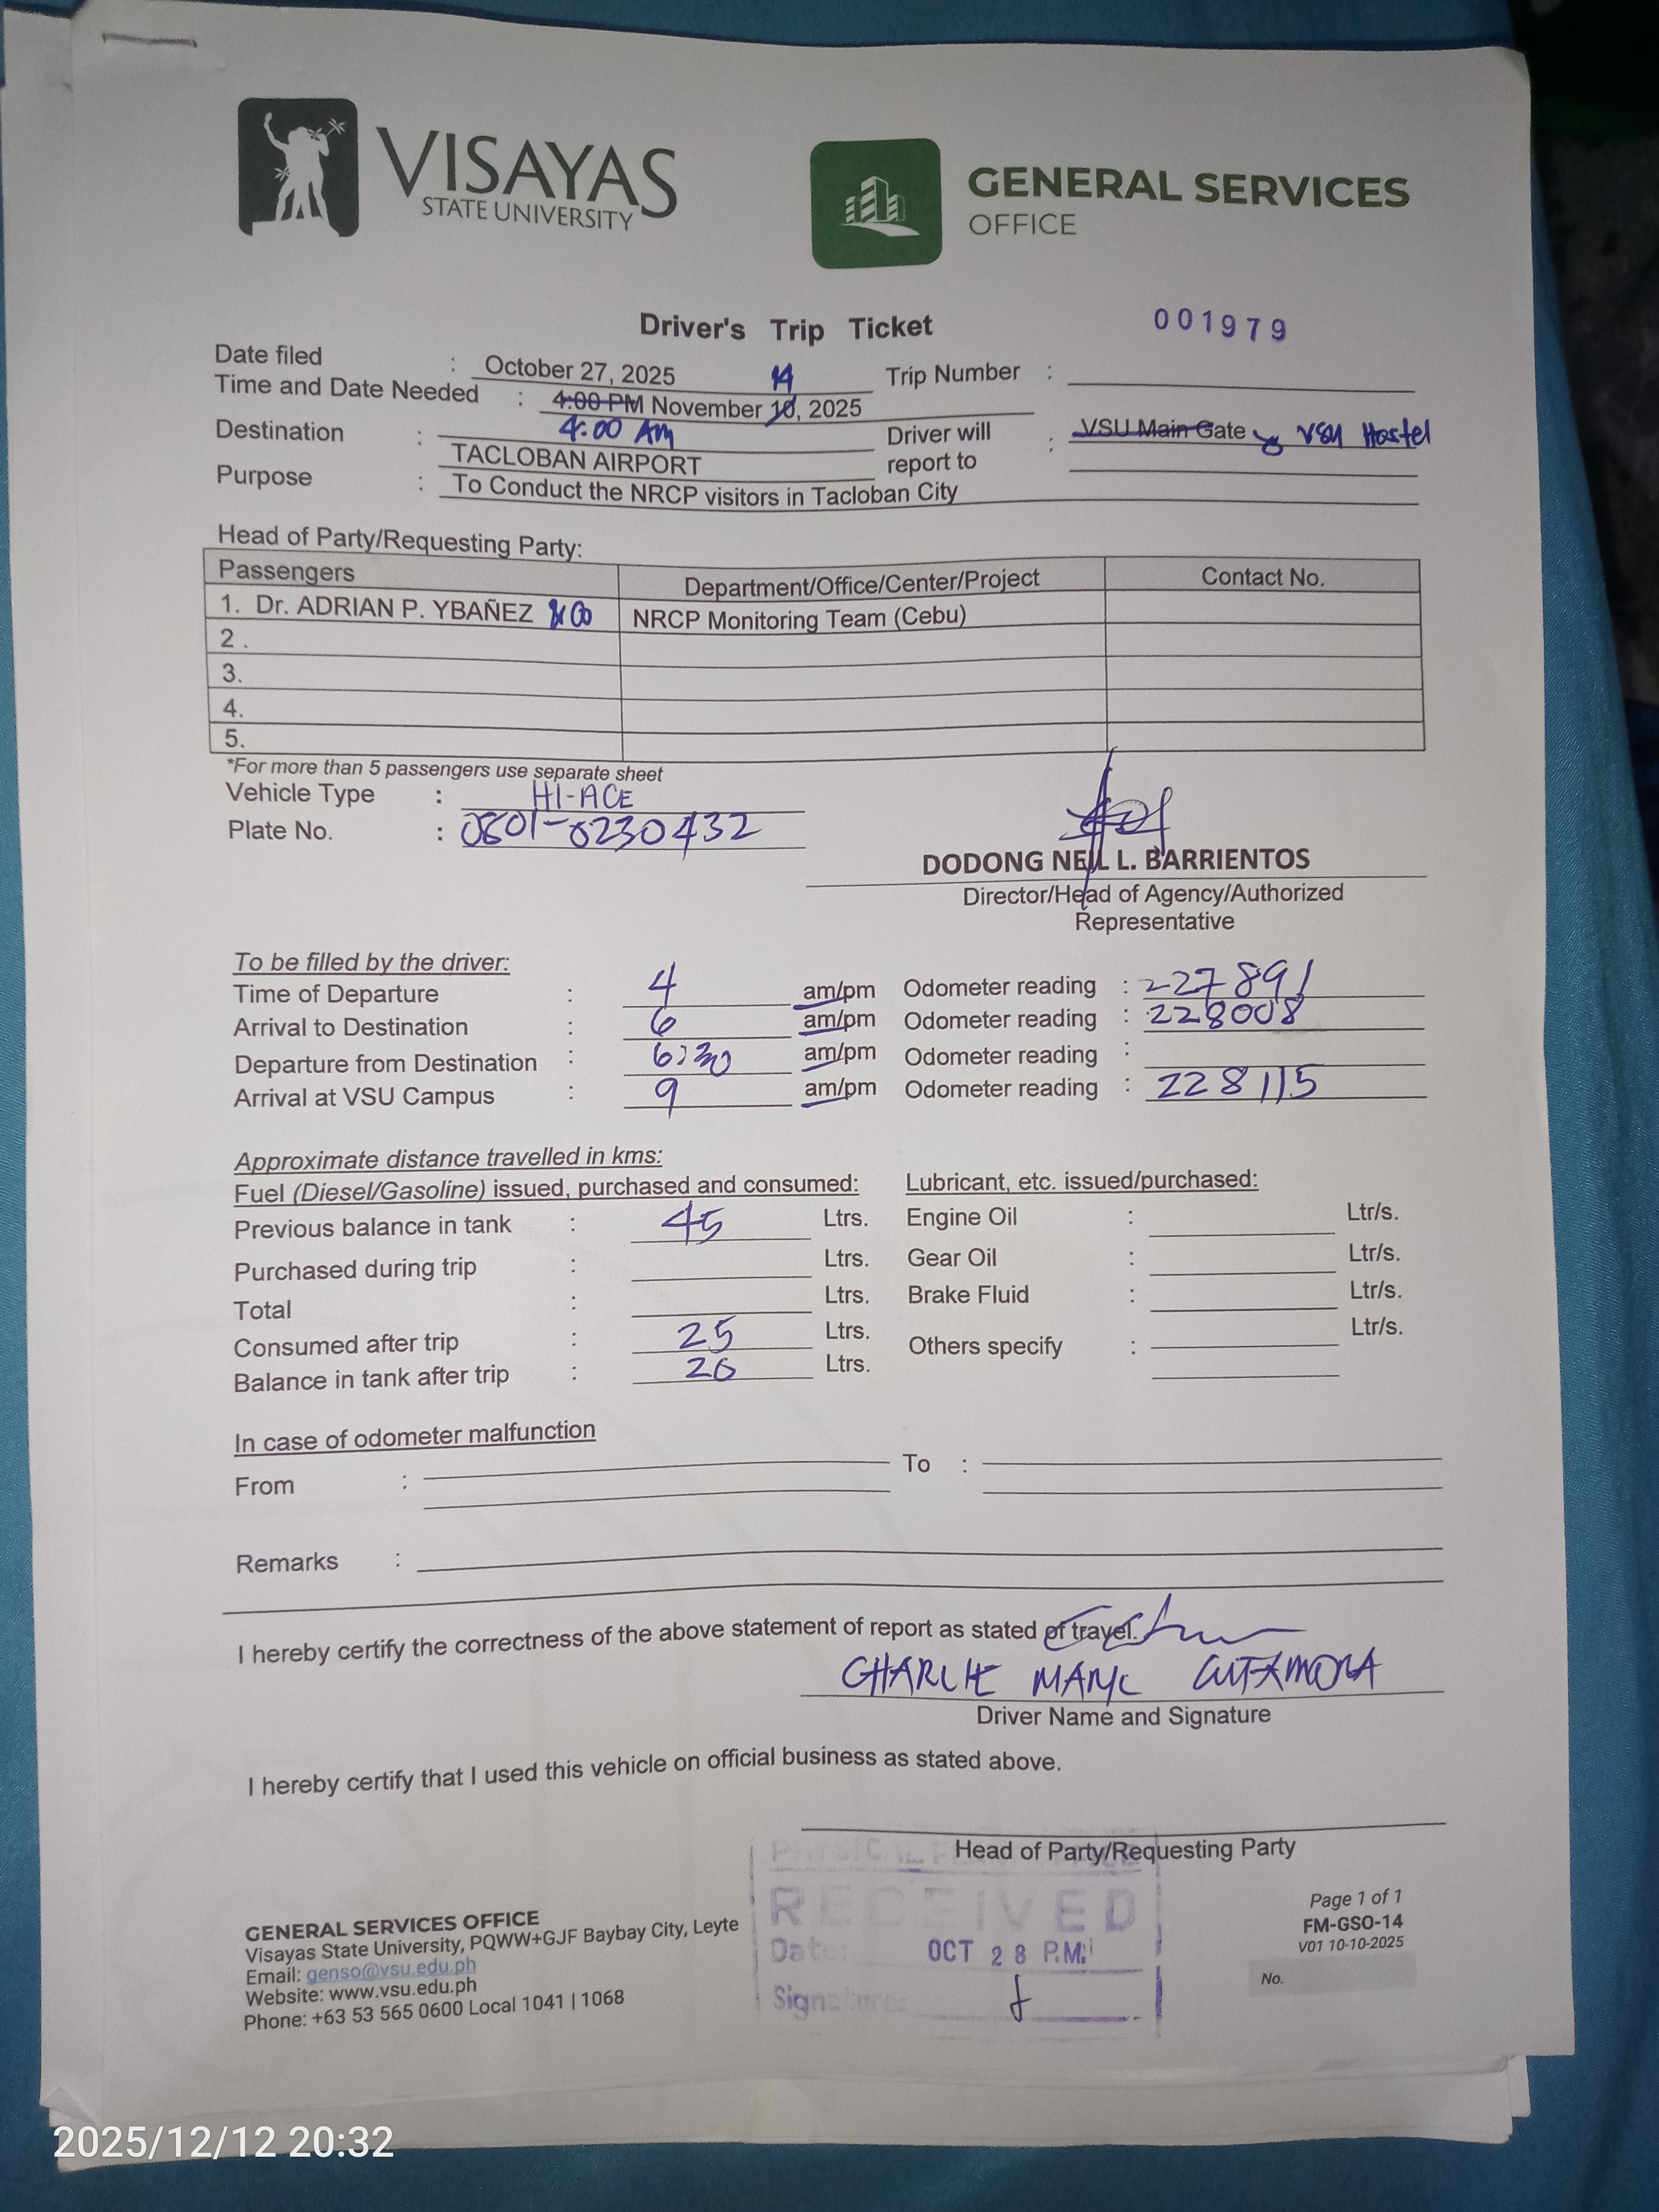 VISAYAS
STATE UNIVERSITY
GENERAL SERVICES
OFFICE
Driver's Trip Ticket
001979
Date filed : October 27, 2025
Trip Number :
14
Time and Date Needed : 4:00 PM November 10, 2025
4:00 AM
Destination : TACLOBAN AIRPORT
Driver will report to : VSU Main Gate VSU Hostel
Purpose : To Conduct the NRCP visitors in Tacloban City
Head of Party/Requesting Party:
Passengers Department/Office/Center/Project Contact No.
1. Dr. ADRIAN P. YBAÑEZ & Co NRCP Monitoring Team (Cebu)
2.
3.
4.
5.
*For more than 5 passengers use separate sheet
Vehicle Type : HI-ACE
Plate No. : 0801-0230432
DODONG NEIL L. BARRIENTOS
Director/Head of Agency/Authorized
Representative
To be filled by the driver:
Time of Departure : 4 am/pm Odometer reading : 227891
Arrival to Destination : 6 am/pm Odometer reading : 228008
Departure from Destination : 6:30 am/pm Odometer reading :
Arrival at VSU Campus : 9 am/pm Odometer reading : 228115
Approximate distance travelled in kms:
Fuel (Diesel/Gasoline) issued, purchased and consumed: Lubricant, etc. issued/purchased:
Previous balance in tank : 45 Ltrs. Engine Oil : Ltr/s.
Purchased during trip : Ltrs. Gear Oil : Ltr/s.
Total : Ltrs. Brake Fluid : Ltr/s.
Consumed after trip : 25 Ltrs. Others specify : Ltr/s.
Balance in tank after trip : 20 Ltrs.
In case of odometer malfunction
From : To :
Remarks :
I hereby certify the correctness of the above statement of report as stated of travel.
CHARLIE MARK CUTAMORA
Driver Name and Signature
I hereby certify that I used this vehicle on official business as stated above.
Head of Party/Requesting Party
RECEIVED
Date: OCT 28 P.M.
Signature:
GENERAL SERVICES OFFICE
Visayas State University, PQWW+GJF Baybay City, Leyte
Email: genso@vsu.edu.ph
Website: www.vsu.edu.ph
Phone: +63 53 565 0600 Local 1041 | 1068
Page 1 of 1
FM-GSO-14
V01 10-10-2025
No.
2025/12/12 20:32